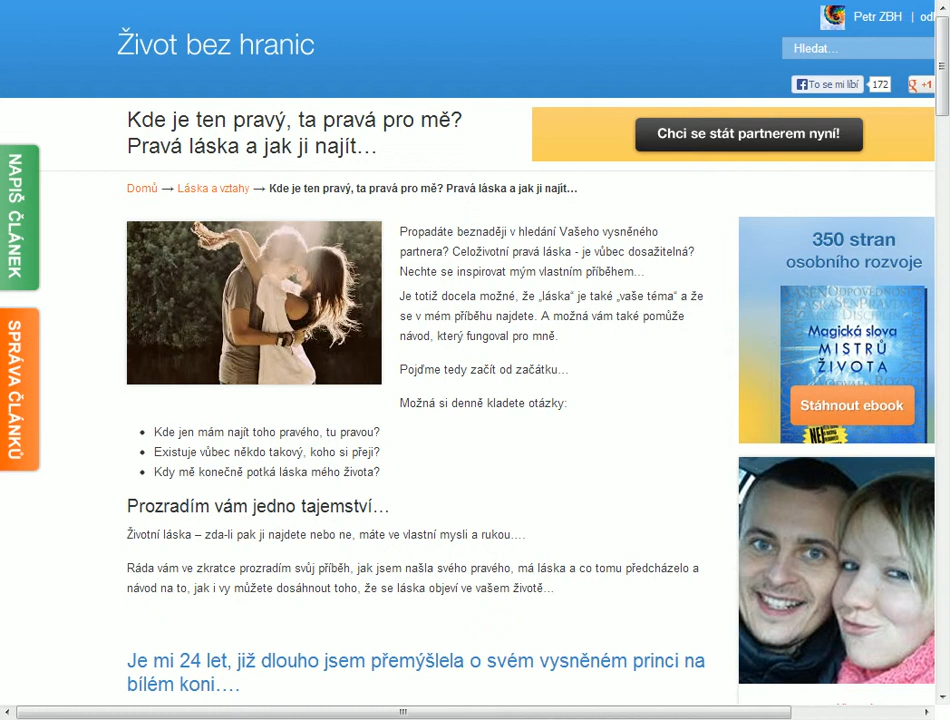 Petr ZBH | odl
Život bez hranic
Hledat...
To se mi líbí 172 +1
Kde je ten pravý, ta pravá pro mě?
Pravá láska a jak ji najít…
Chci se stát partnerem nyní!
NAPIŠ ČLÁNEK
SPRÁVA ČLÁNKŮ
Domů → Láska a vztahy → Kde je ten pravý, ta pravá pro mě? Pravá láska a jak ji najít…
Propadáte beznaději v hledání Vašeho vysněného
partnera? Celoživotní pravá láska - je vůbec dosažitelná?
Nechte se inspirovat mým vlastním příběhem…
Je totiž docela možné, že „láska“ je také „vaše téma“ a že
se v mém příběhu najdete. A možná vám také pomůže
návod, který fungoval pro mně.
Pojďme tedy začít od začátku…
Možná si denně kladete otázky:
Kde jen mám najít toho pravého, tu pravou?
Existuje vůbec někdo takový, koho si přeji?
Kdy mě konečně potká láska mého života?
Prozradím vám jedno tajemství…
Životní láska – zda-li pak ji najdete nebo ne, máte ve vlastní mysli a rukou….
Ráda vám ve zkratce prozradím svůj příběh, jak jsem našla svého pravého, má láska a co tomu předcházelo a
návod na to, jak i vy můžete dosáhnout toho, že se láska objeví ve vašem životě…
Je mi 24 let, již dlouho jsem přemýšlela o svém vysněném princi na
bílém koni….
350 stran
osobního rozvoje
Magická slova
MISTRŮ
ŽIVOTA
Stáhnout ebook